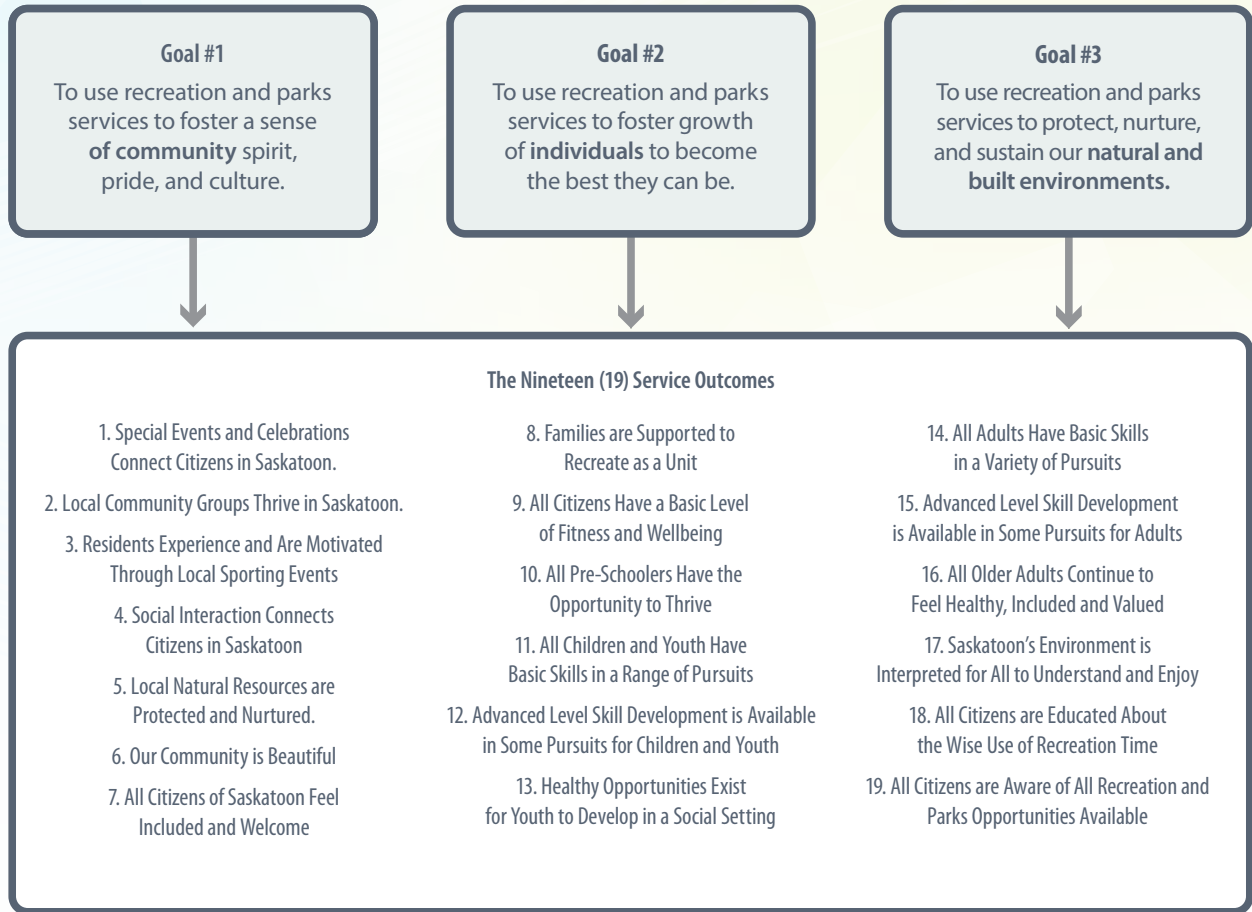 Goal #1
To use recreation and parks
services to foster a sense
of community spirit,
pride, and culture.
Goal #2
To use recreation and parks
services to foster growth
of individuals to become
the best they can be.
Goal #3
To use recreation and parks
services to protect, nurture,
and sustain our natural and
built environments.
The Nineteen (19) Service Outcomes
1. Special Events and Celebrations
Connect Citizens in Saskatoon.
2. Local Community Groups Thrive in Saskatoon.
3. Residents Experience and Are Motivated
Through Local Sporting Events
4. Social Interaction Connects
Citizens in Saskatoon
5. Local Natural Resources are
Protected and Nurtured.
6. Our Community is Beautiful
7. All Citizens of Saskatoon Feel
Included and Welcome
8. Families are Supported to
Recreate as a Unit
9. All Citizens Have a Basic Level
of Fitness and Wellbeing
10. All Pre-Schoolers Have the
Opportunity to Thrive
11. All Children and Youth Have
Basic Skills in a Range of Pursuits
12. Advanced Level Skill Development is Available
in Some Pursuits for Children and Youth
13. Healthy Opportunities Exist
for Youth to Develop in a Social Setting
14. All Adults Have Basic Skills
in a Variety of Pursuits
15. Advanced Level Skill Development
is Available in Some Pursuits for Adults
16. All Older Adults Continue to
Feel Healthy, Included and Valued
17. Saskatoon's Environment is
Interpreted for All to Understand and Enjoy
18. All Citizens are Educated About
the Wise Use of Recreation Time
19. All Citizens are Aware of All Recreation and
Parks Opportunities Available